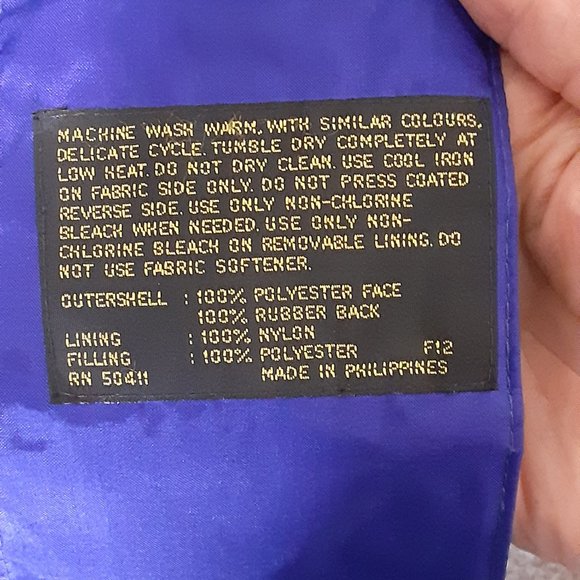 MACHINE WASH WARM. WITH SIMILAR COLOURS,
DELICATE CYCLE. TUMBLE DRY COMPLETELY AT
LOW HEAT. DO NOT DRY CLEAN. USE COOL IRON
ON FABRIC SIDE ONLY. DO NOT PRESS COATED
REVERSE SIDE. USE ONLY NON-CHLORINE
BLEACH WHEN NEEDED. USE ONLY NON-
CHLORINE BLEACH ON REMOVABLE LINING. DO
NOT USE FABRIC SOFTENER.
OUTERSHELL : 100% POLYESTER FACE
100% RUBBER BACK
LINING : 100% NYLON
FILLING : 100% POLYESTER F12
RN 50411 MADE IN PHILIPPINES